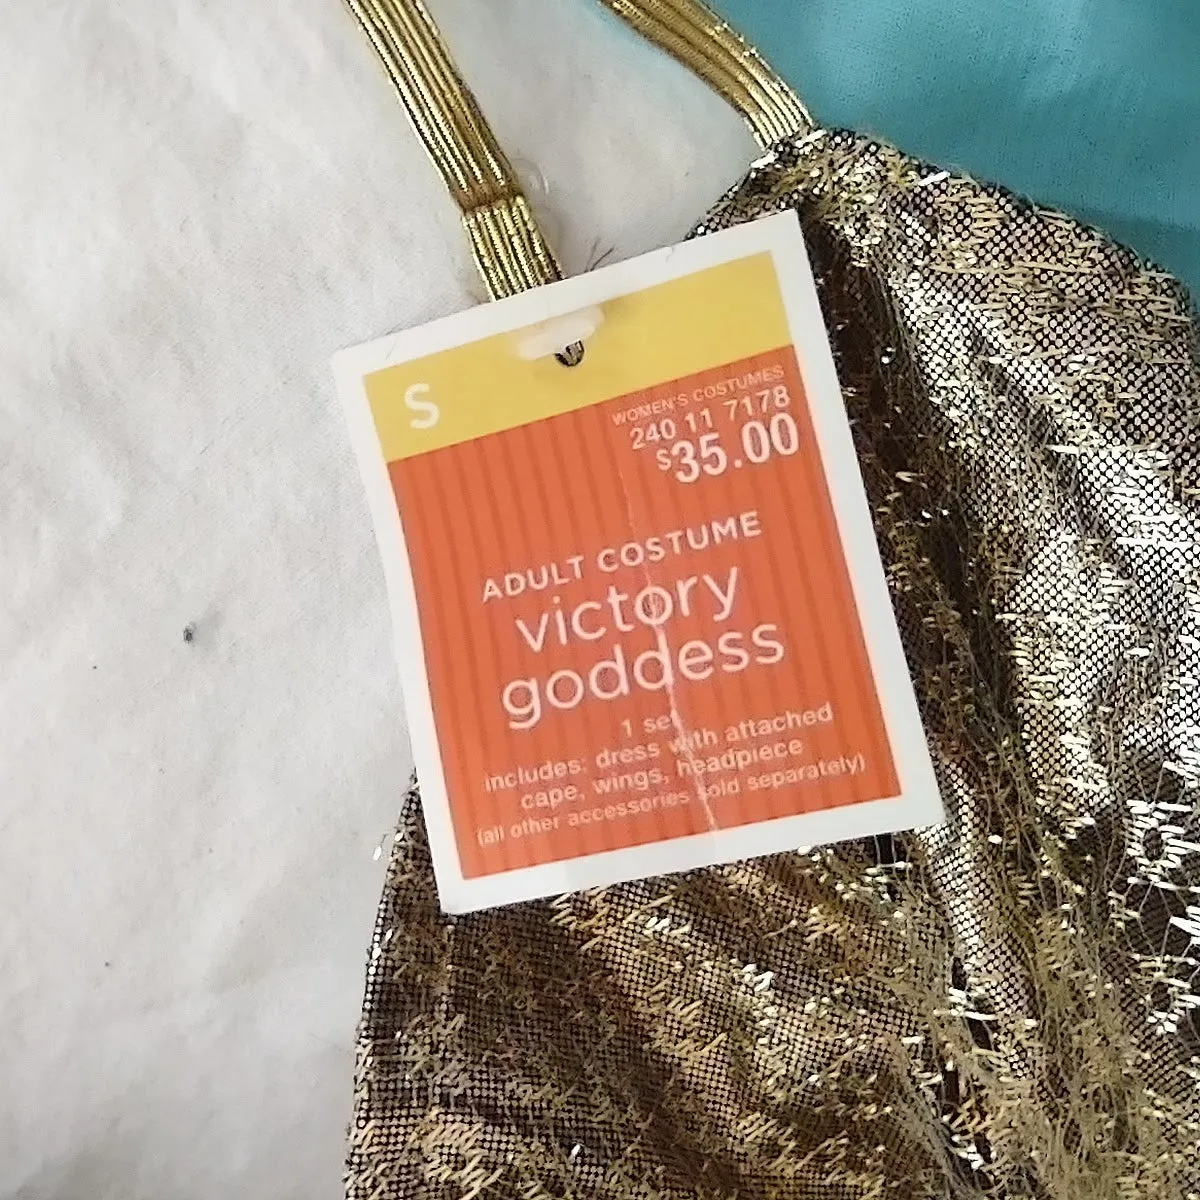 S
WOMEN'S COSTUMES
240 11 7178
$35.00
ADULT COSTUME
victory
goddess
1 set
includes: dress with attached
cape, wings, headpiece
(all other accessories sold separately)